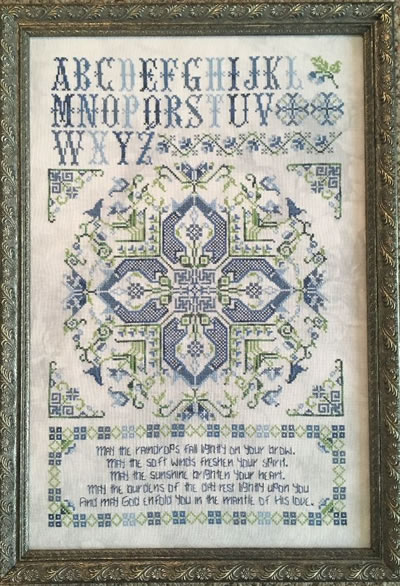 ABCDEFGHIJKL
MNOPQRSTUV
WXYZ
May the raindrops fall lightly on your brow.
May the soft winds freshen your spirit.
May the sunshine brighten your heart.
May the burdens of the day rest lightly upon you
And may God enfold you in the mantle of His love.